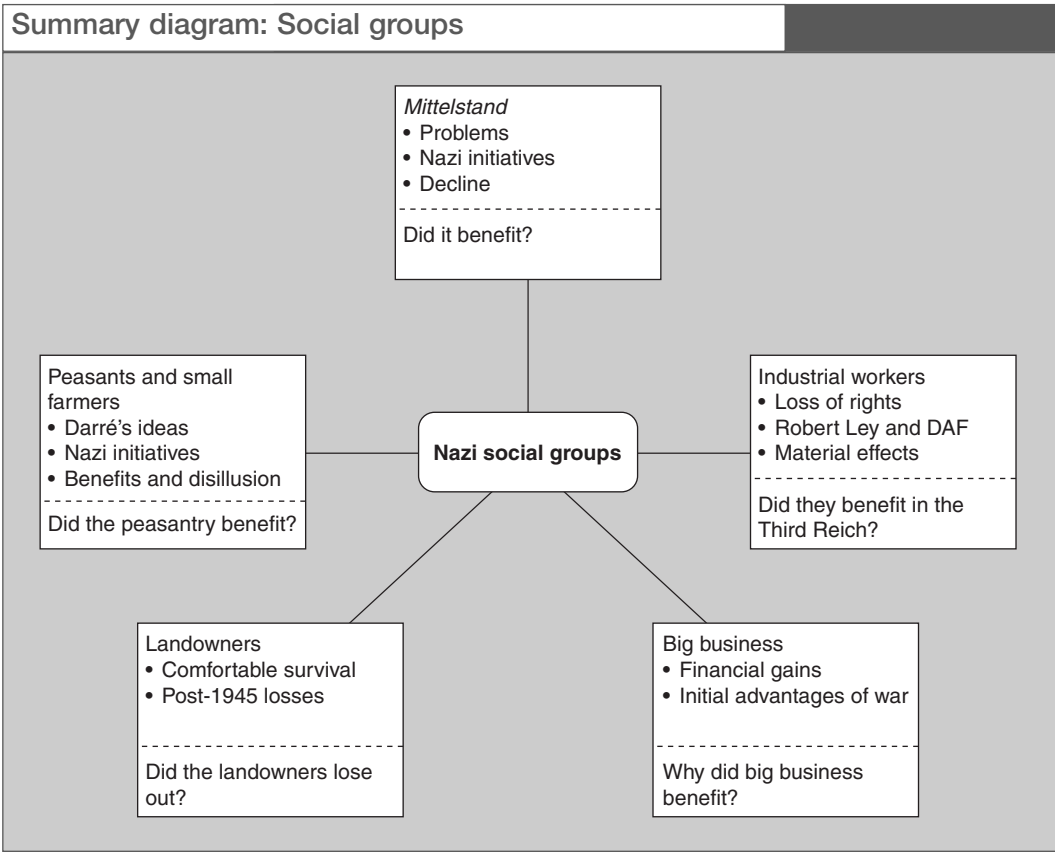 Summary diagram: Social groups
Mittelstand
• Problems
• Nazi initiatives
• Decline
Did it benefit?
Peasants and small
farmers
• Darré's ideas
• Nazi initiatives
• Benefits and disillusion
Did the peasantry benefit?
Nazi social groups
Industrial workers
• Loss of rights
• Robert Ley and DAF
• Material effects
Did they benefit in the
Third Reich?
Landowners
• Comfortable survival
• Post-1945 losses
Did the landowners lose
out?
Big business
• Financial gains
• Initial advantages of war
Why did big business
benefit?